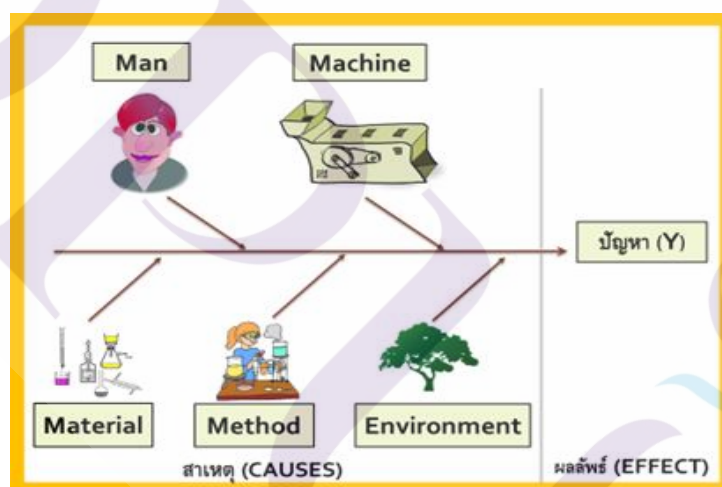 Man
Machine
ปัญหา (Y)
Material
Method
Environment
สาเหตุ (CAUSES)
ผลลัพธ์ (EFFECT)